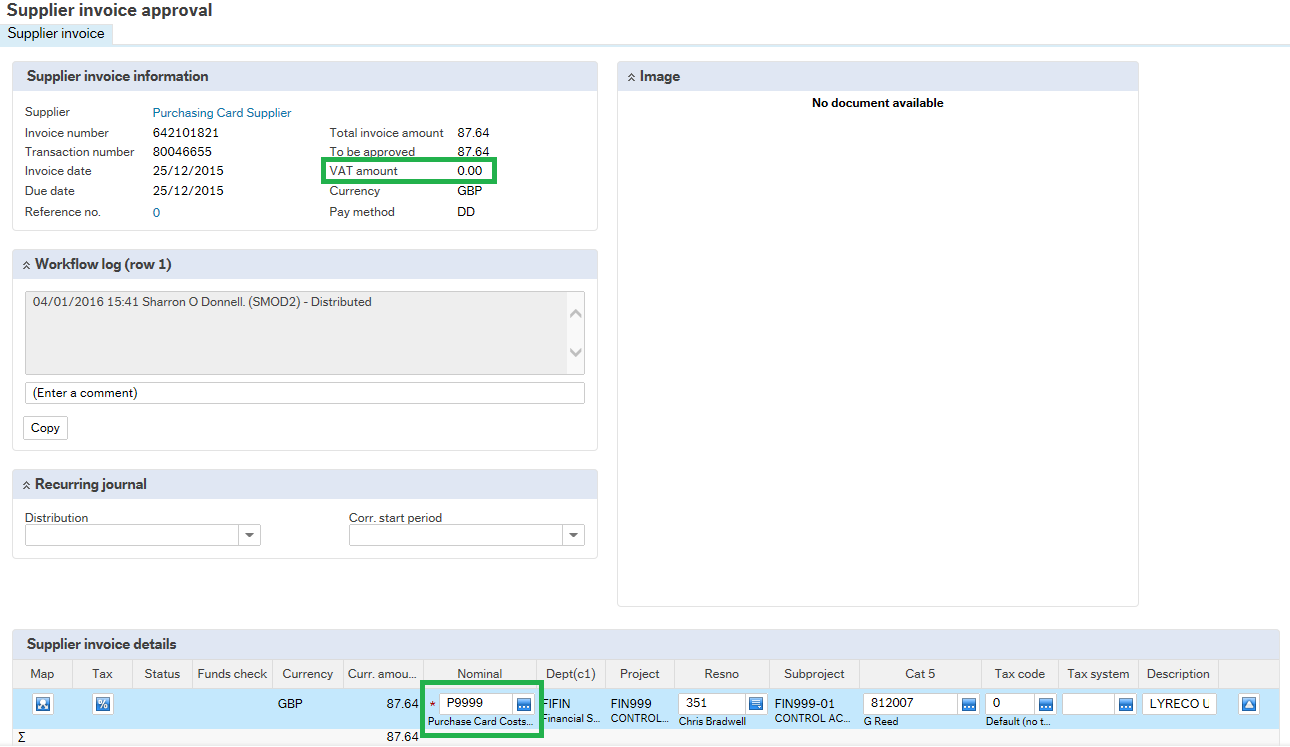 Supplier invoice approval
Supplier invoice
Supplier invoice information
Supplier Purchasing Card Supplier
Invoice number 642101821 Total invoice amount 87.64
Transaction number 80046655 To be approved 87.64
Invoice date 25/12/2015 VAT amount 0.00
Due date 25/12/2015 Currency GBP
Reference no. 0 Pay method DD
Image
No document available
Workflow log (row 1)
04/01/2016 15:41 Sharron O Donnell. (SMOD2) - Distributed
(Enter a comment)
Copy
Recurring journal
Distribution Corr. start period
Supplier invoice details
Map Tax Status Funds check Currency Curr. amou... Nominal Dept(c1) Project Resno Subproject Cat 5 Tax code Tax system Description
% GBP 87.64 * P9999 FIFIN FIN999 351 FIN999-01 812007 0 LYRECO U
Purchase Card Costs... Financial S... CONTROL... Chris Bradwell CONTROL AC... G Reed Default (no t...
Σ 87.64